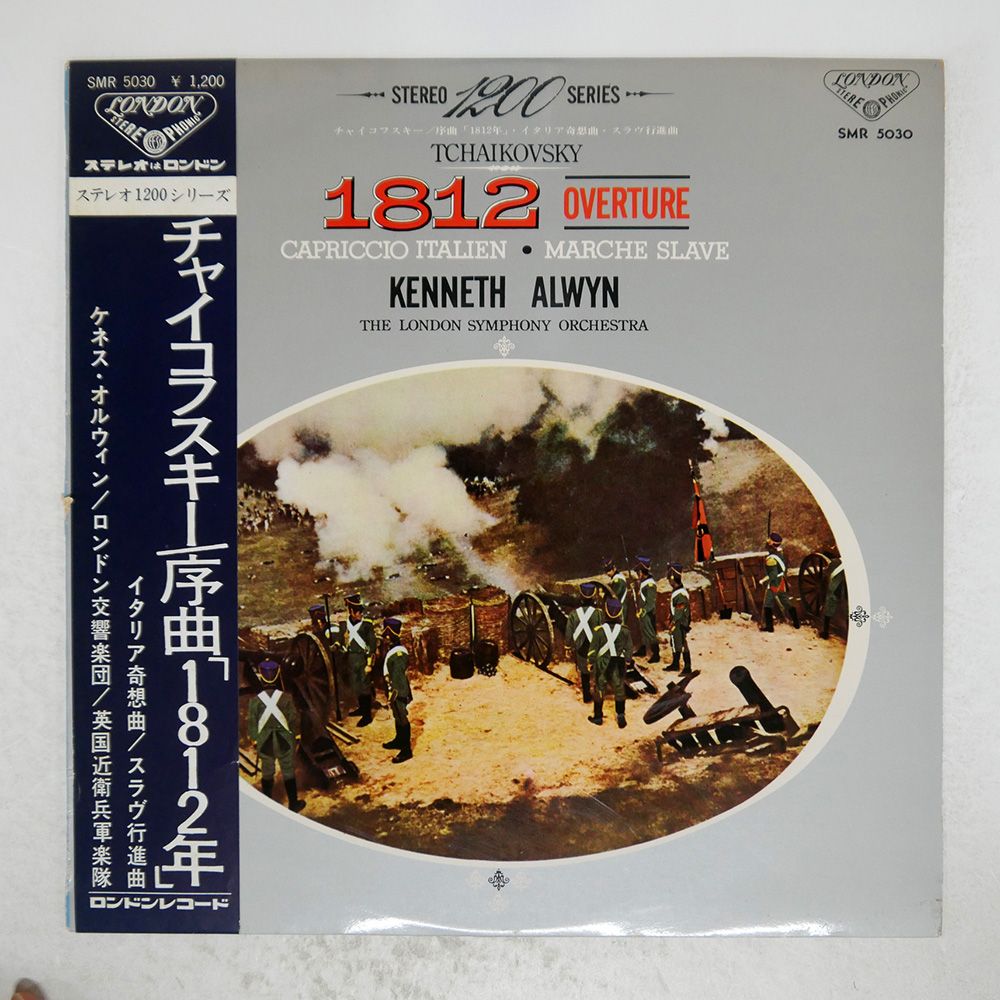 SMR 5030 ¥ 1,200
LONDON
STEREOPHONIC
ステレオはロンドン
ステレオ1200シリーズ
チャイコフスキー/序曲「1812年」
イタリア奇想曲/スラヴ行進曲
ケネス・オルウィン/ロンドン交響楽団/英国近衛兵軍楽隊
ロンドンレコード
STEREO 1200 SERIES
チャイコフスキー/序曲「1812年」・イタリア奇想曲・スラヴ行進曲
TCHAIKOVSKY
1812 OVERTURE
CAPRICCIO ITALIEN • MARCHE SLAVE
KENNETH ALWYN
THE LONDON SYMPHONY ORCHESTRA
LONDON
STEREOPHONIC
SMR 5030